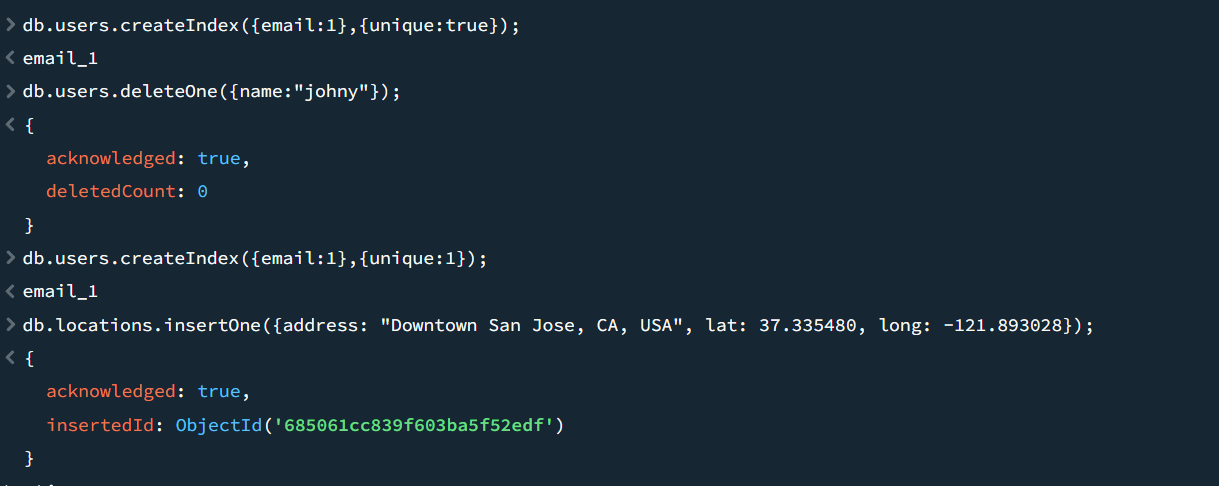 > db.users.createIndex({email:1},{unique:true});
< email_1
> db.users.deleteOne({name:"johny"});
< {
acknowledged: true,
deletedCount: 0
}
> db.users.createIndex({email:1},{unique:1});
< email_1
> db.locations.insertOne({address: "Downtown San Jose, CA, USA", lat: 37.335480, long: -121.893028});
< {
acknowledged: true,
insertedId: ObjectId('685061cc839f603ba5f52edf')
}